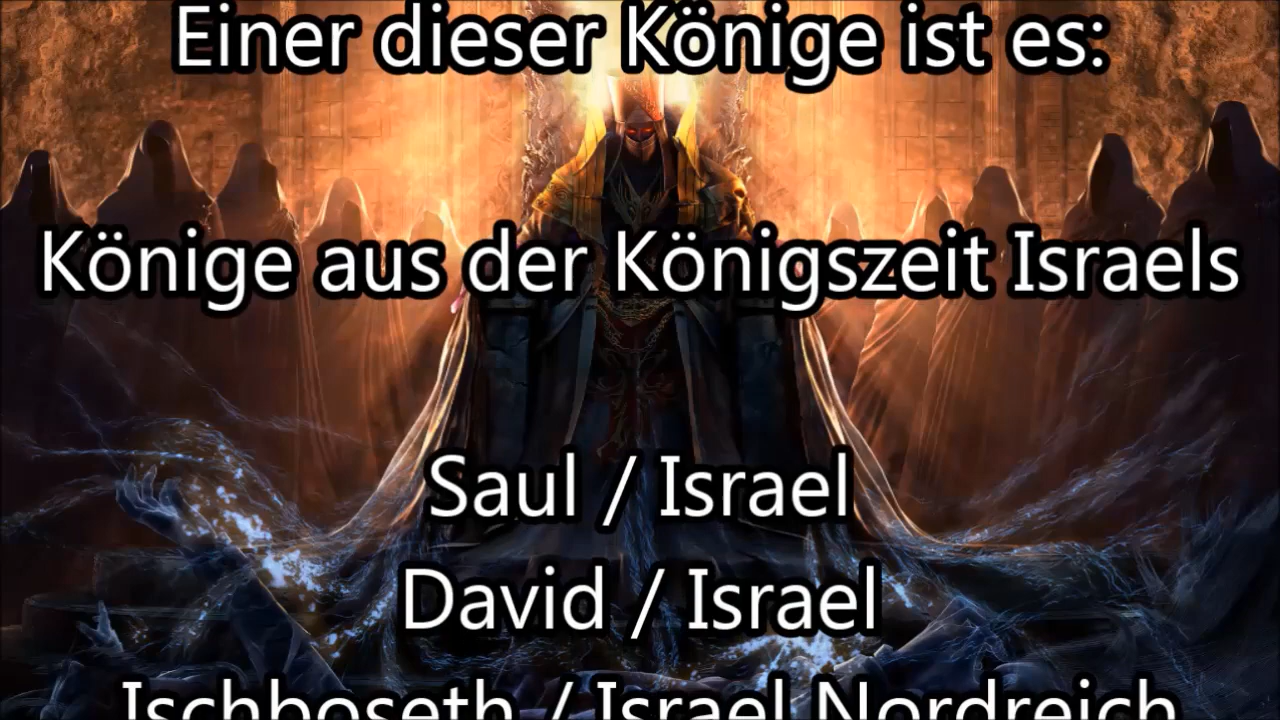 Einer dieser Könige ist es:
Könige aus der Königszeit Israels
Saul / Israel
David / Israel
Ischboseth / Israel Nordreich